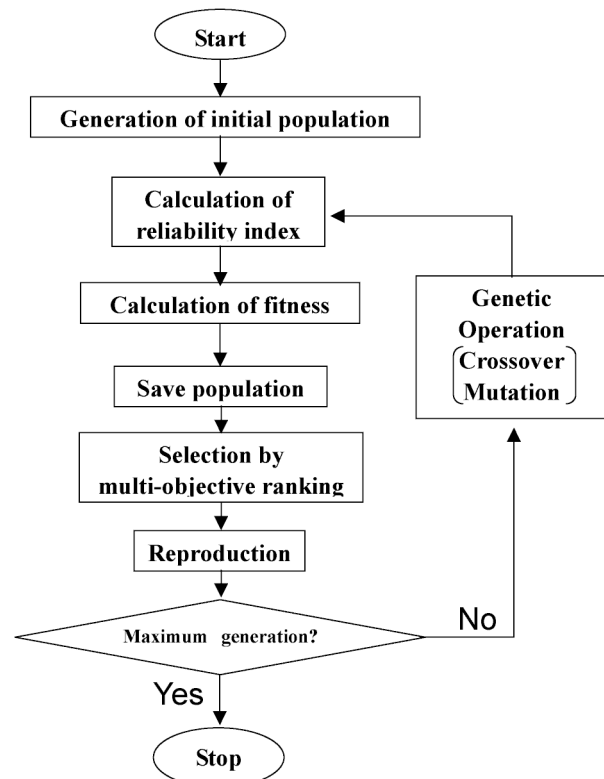 Start
Generation of initial population
Calculation of
reliability index
Calculation of fitness
Save population
Selection by
multi-objective ranking
Reproduction
Maximum generation?
No
Yes
Stop
Genetic
Operation
Crossover
Mutation